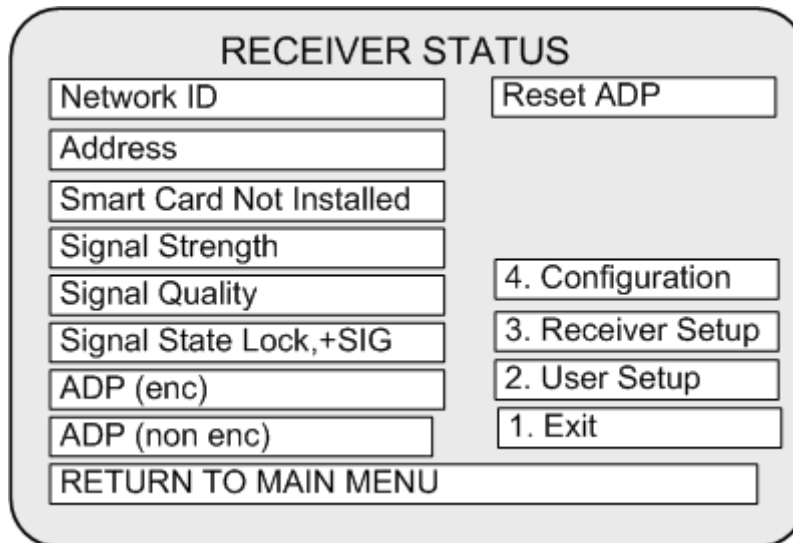 RECEIVER STATUS
Network ID
Reset ADP
Address
Smart Card Not Installed
Signal Strength
Signal Quality
4. Configuration
Signal State Lock,+SIG
3. Receiver Setup
ADP (enc)
2. User Setup
ADP (non enc)
1. Exit
RETURN TO MAIN MENU